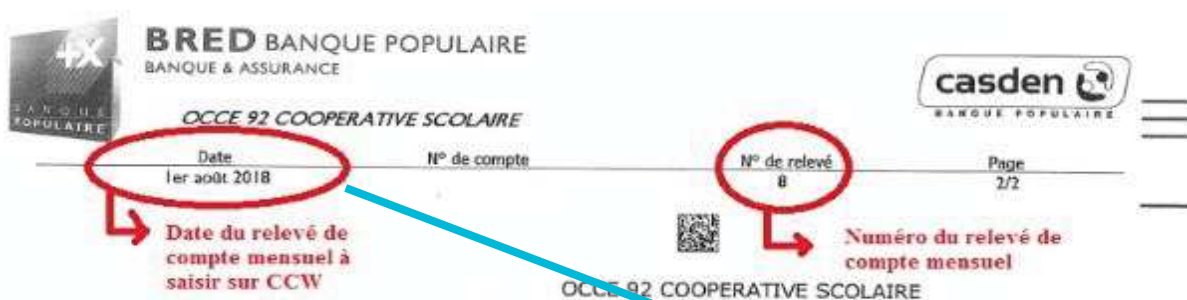 +X
BANQUE
POPULAIRE
BRED BANQUE POPULAIRE
BANQUE & ASSURANCE
casden
BANQUE POPULAIRE
OCCE 92 COOPERATIVE SCOLAIRE
Date
N° de compte
N° de relevé
Page
1er août 2018
8
2/2
Date du relevé de
compte mensuel à
saisir sur CCW
Numéro du relevé de
compte mensuel
OCCE 92 COOPERATIVE SCOLAIRE